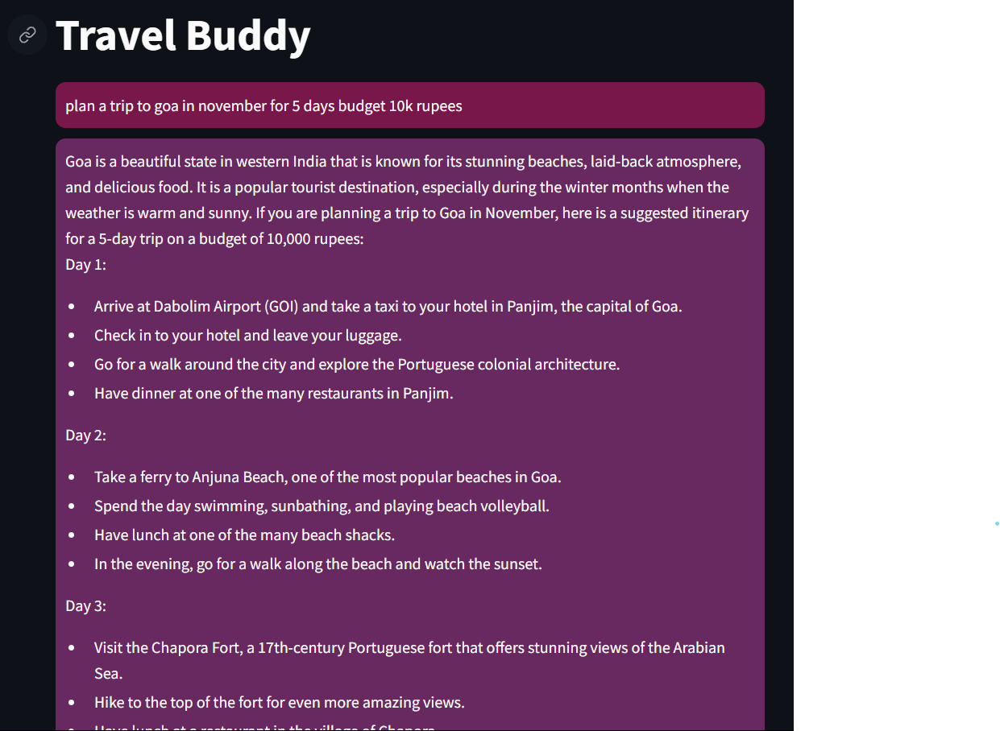 Travel Buddy
plan a trip to goa in november for 5 days budget 10k rupees
Goa is a beautiful state in western India that is known for its stunning beaches, laid-back atmosphere,
and delicious food. It is a popular tourist destination, especially during the winter months when the
weather is warm and sunny. If you are planning a trip to Goa in November, here is a suggested itinerary
for a 5-day trip on a budget of 10,000 rupees:
Day 1:
• Arrive at Dabolim Airport (GOI) and take a taxi to your hotel in Panjim, the capital of Goa.
• Check in to your hotel and leave your luggage.
• Go for a walk around the city and explore the Portuguese colonial architecture.
• Have dinner at one of the many restaurants in Panjim.
Day 2:
• Take a ferry to Anjuna Beach, one of the most popular beaches in Goa.
• Spend the day swimming, sunbathing, and playing beach volleyball.
• Have lunch at one of the many beach shacks.
• In the evening, go for a walk along the beach and watch the sunset.
Day 3:
• Visit the Chapora Fort, a 17th-century Portuguese fort that offers stunning views of the Arabian
Sea.
• Hike to the top of the fort for even more amazing views.
• Have lunch at a restaurant in the village of Chapora.